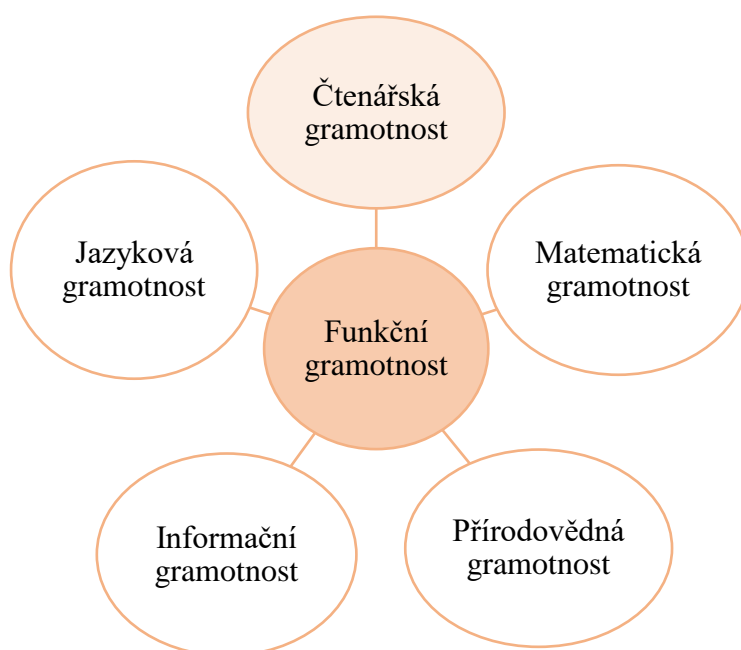 Čtenářská
gramotnost
Jazyková
gramotnost
Matematická
gramotnost
Funkční
gramotnost
Informační
gramotnost
Přírodovědná
gramotnost